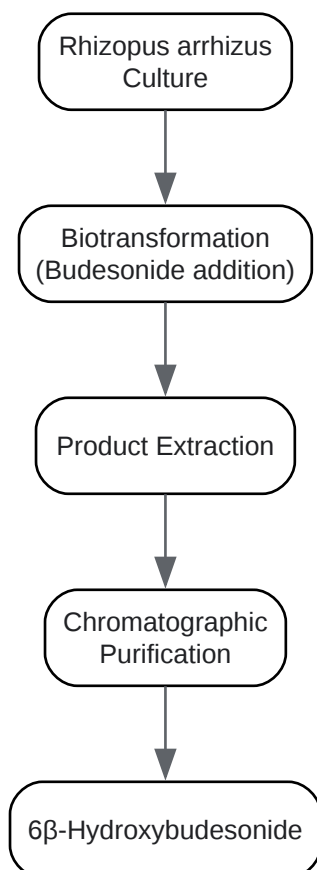 Rhizopus arrhizus
Culture
Biotransformation
(Budesonide addition)
Product Extraction
Chromatographic
Purification
6β-Hydroxybudesonide